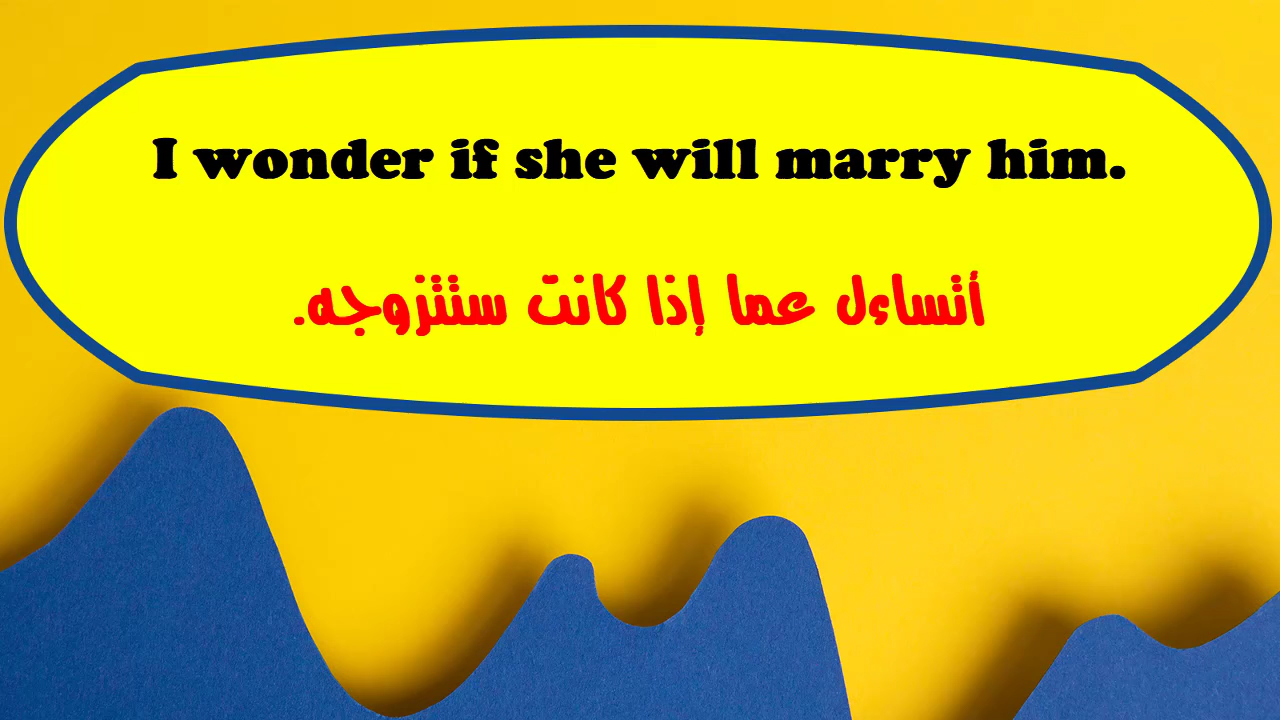 I wonder if she will marry him.
أتساءل عما إذا كانت ستتزوجه.